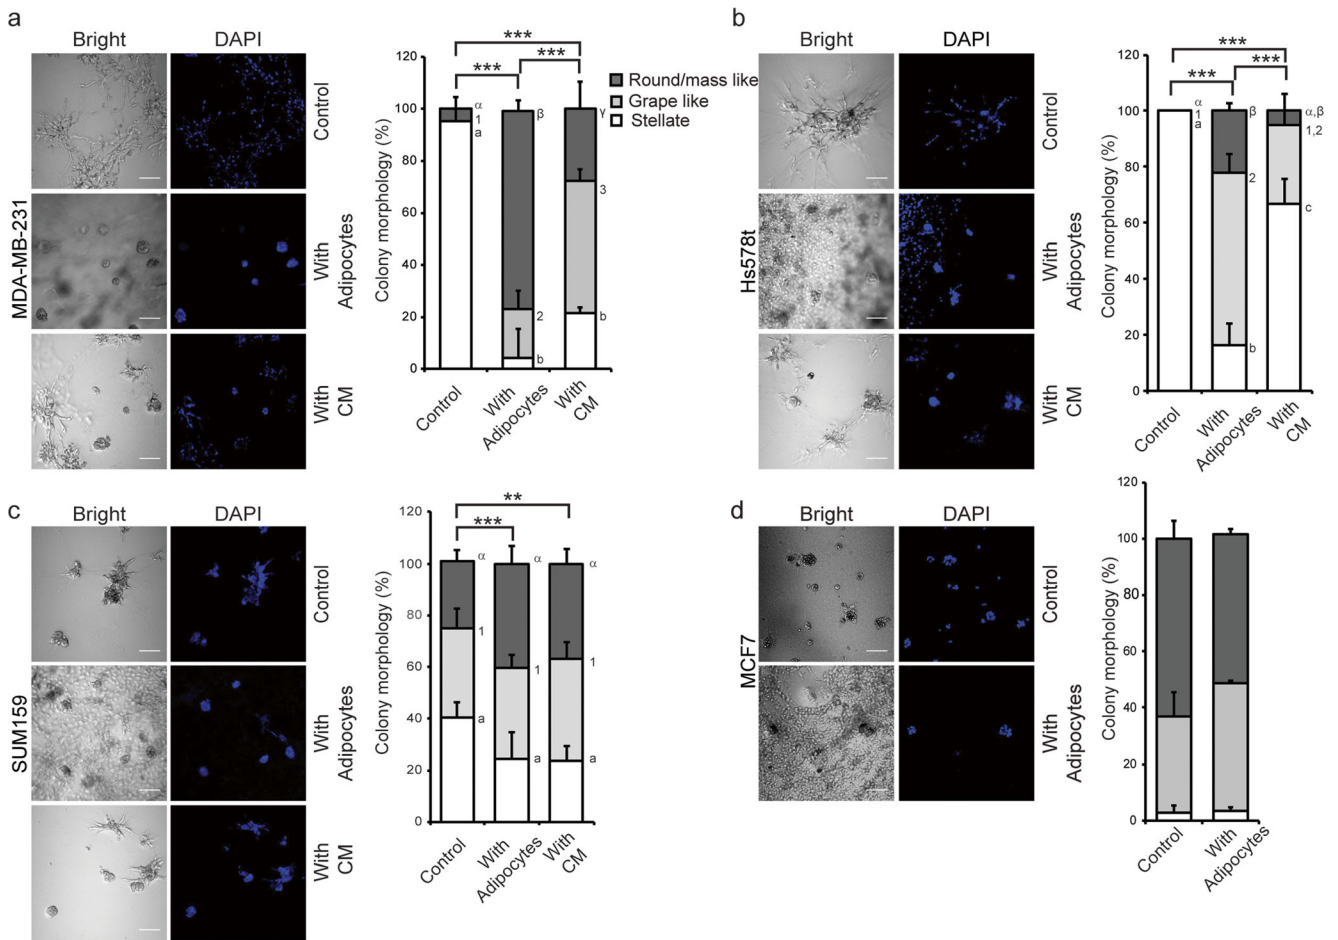 a
Bright
DAPI
MDA-MB-231
Control
With
Adipocytes
With
CM
Colony morphology (%)
120
100
80
60
40
20
0
***
***
***
α
1
a
β
2
b
γ
3
b
Control
With
Adipocytes
With
CM
Round/mass like
Grape like
Stellate
b
Bright
DAPI
Hs578t
Control
With
Adipocytes
With
CM
Colony morphology (%)
120
100
80
60
40
20
0
***
***
***
α
1
a
β
2
b
α,β
1,2
c
Control
With
Adipocytes
With
CM
c
Bright
DAPI
SUM159
Control
With
Adipocytes
With
CM
Colony morphology (%)
120
100
80
60
40
20
0
**
***
α
1
a
α
1
a
α
1
a
Control
With
Adipocytes
With
CM
d
Bright
DAPI
MCF7
Control
With
Adipocytes
Colony morphology (%)
120
100
80
60
40
20
0
Control
With
Adipocytes